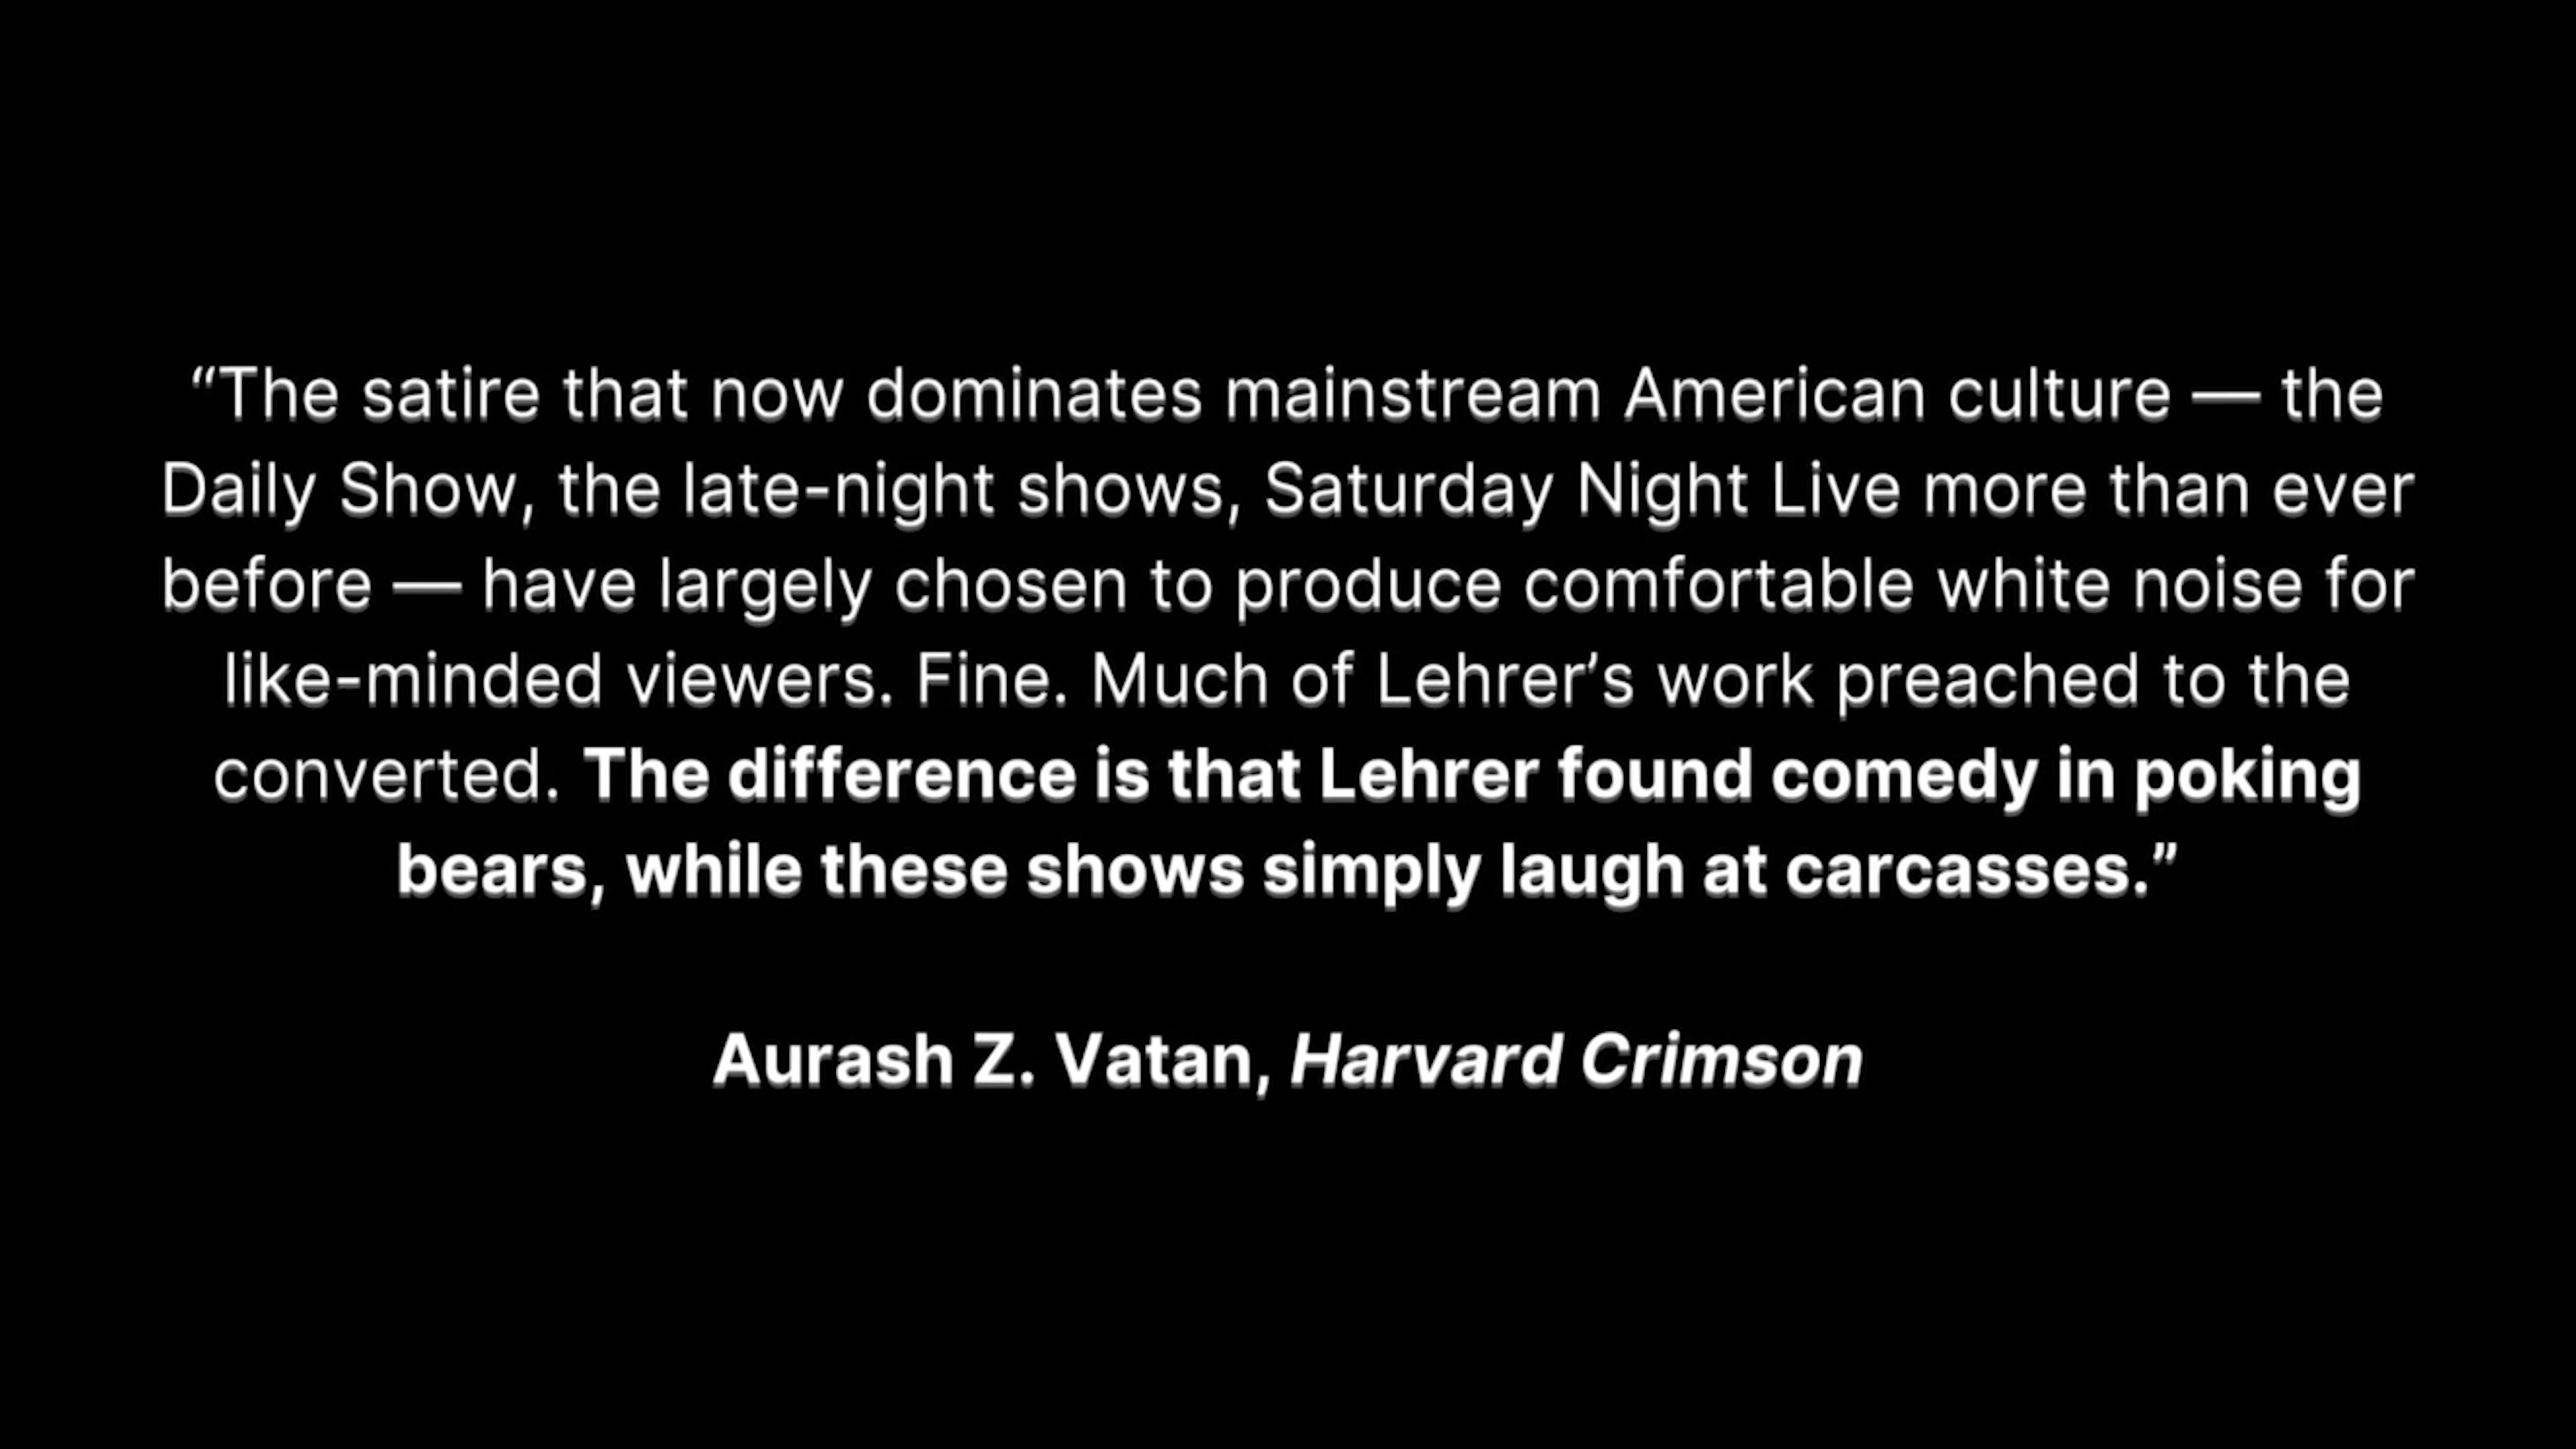 “The satire that now dominates mainstream American culture — the
Daily Show, the late-night shows, Saturday Night Live more than ever
before — have largely chosen to produce comfortable white noise for
like-minded viewers. Fine. Much of Lehrer’s work preached to the
converted. The difference is that Lehrer found comedy in poking
bears, while these shows simply laugh at carcasses.”
Aurash Z. Vatan, Harvard Crimson